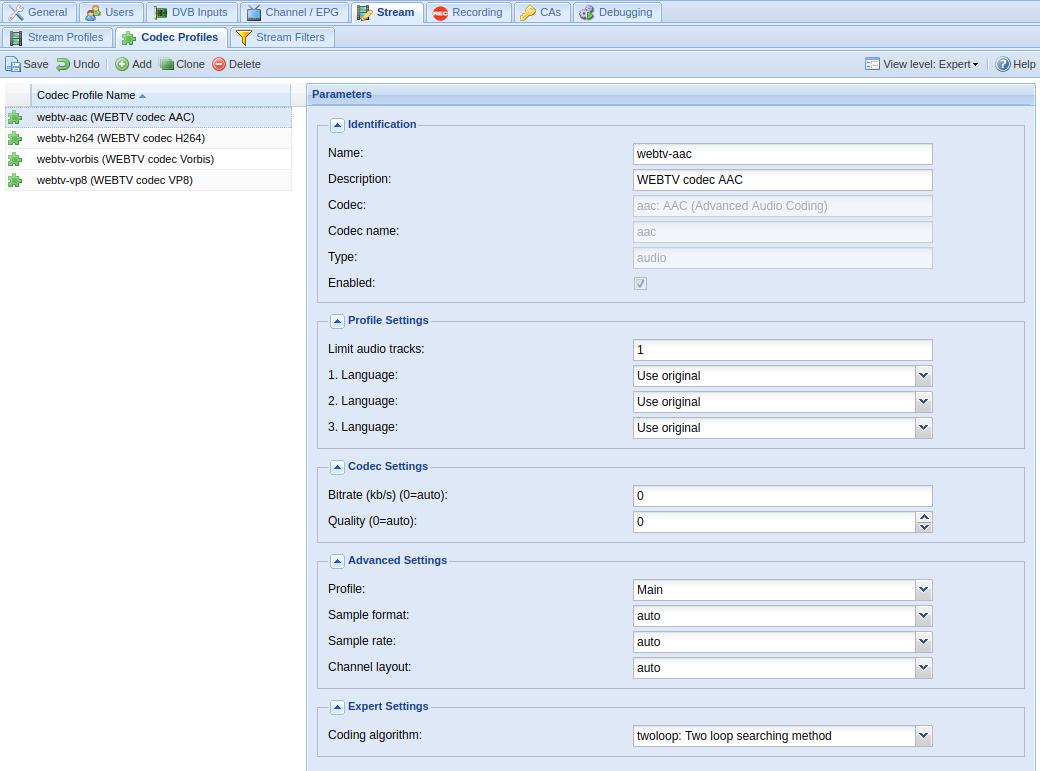 General Users DVB Inputs Channel / EPG Stream REC Recording CAs Debugging
Stream Profiles Codec Profiles Stream Filters
Save Undo Add Clone Delete View level: Expert Help
Codec Profile Name
webtv-aac (WEBTV codec AAC)
webtv-h264 (WEBTV codec H264)
webtv-vorbis (WEBTV codec Vorbis)
webtv-vp8 (WEBTV codec VP8)
Parameters
Identification
Name: webtv-aac
Description: WEBTV codec AAC
Codec: aac: AAC (Advanced Audio Coding)
Codec name: aac
Type: audio
Enabled:
Profile Settings
Limit audio tracks: 1
1. Language: Use original
2. Language: Use original
3. Language: Use original
Codec Settings
Bitrate (kb/s) (0=auto): 0
Quality (0=auto): 0
Advanced Settings
Profile: Main
Sample format: auto
Sample rate: auto
Channel layout: auto
Expert Settings
Coding algorithm: twoloop: Two loop searching method